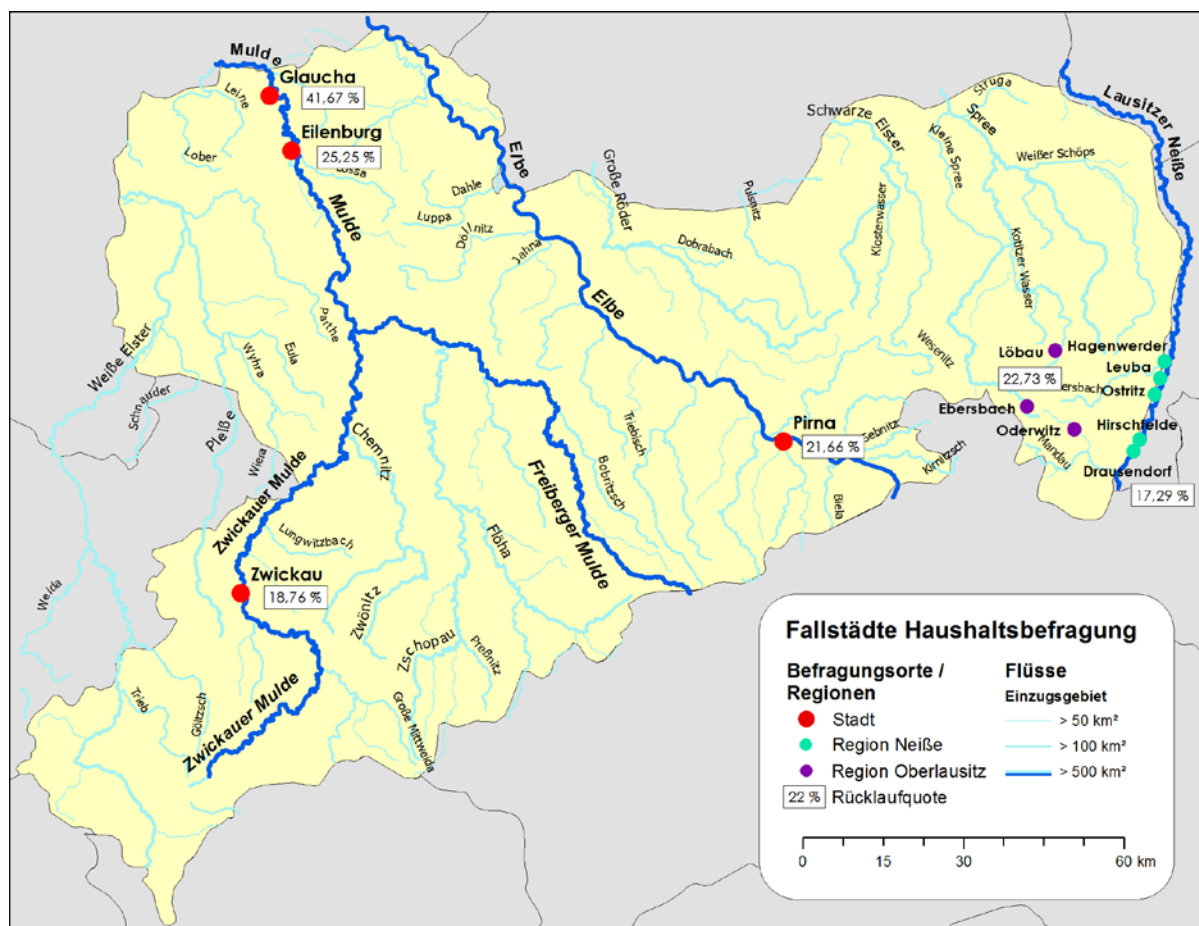 Mulde
Glaucha
41,67 %
Leine
Eilenburg
25,25 %
Lober
Lossa
Mulde
Dahle
Luppa
Döllnitz
Jahna
Elbe
Elbe
Große Röder
Dobrabach
Pulsnitz
Schwarze Elster
Klosterwasser
Kleine Spree
Spree
Struga
Weißer Schöps
Kotitzer Wasser
Lausitzer Neiße
Wesenitz
Löbau
22,73 %
Hagenwerder
Leuba
Ostritz
Ebersbach
Oderwitz
Mandau
Hirschfelde
Drausendorf
17,29 %
Weiße Elster
Schnauder
Pleiße
Wyhra
Eula
Parthe
Wiera
Chemnitz
Zwickauer Mulde
Lungwitzbach
Zwickau
18,76 %
Zwönitz
Zschopau
Flöha
Preßnitz
Große Mittweida
Freiberger Mulde
Bobritzsch
Triebisch
Pirna
21,66 %
Sebnitz
Kirnitzsch
Biela
Weida
Trieb
Göltzsch
Zwickauer Mulde
Fallstädte Haushaltsbefragung
Befragungsorte /
Regionen
Stadt
Region Neiße
Region Oberlausitz
22 % Rücklaufquote
Flüsse
Einzugsgebiet
> 50 km²
> 100 km²
> 500 km²
0 15 30 60 km